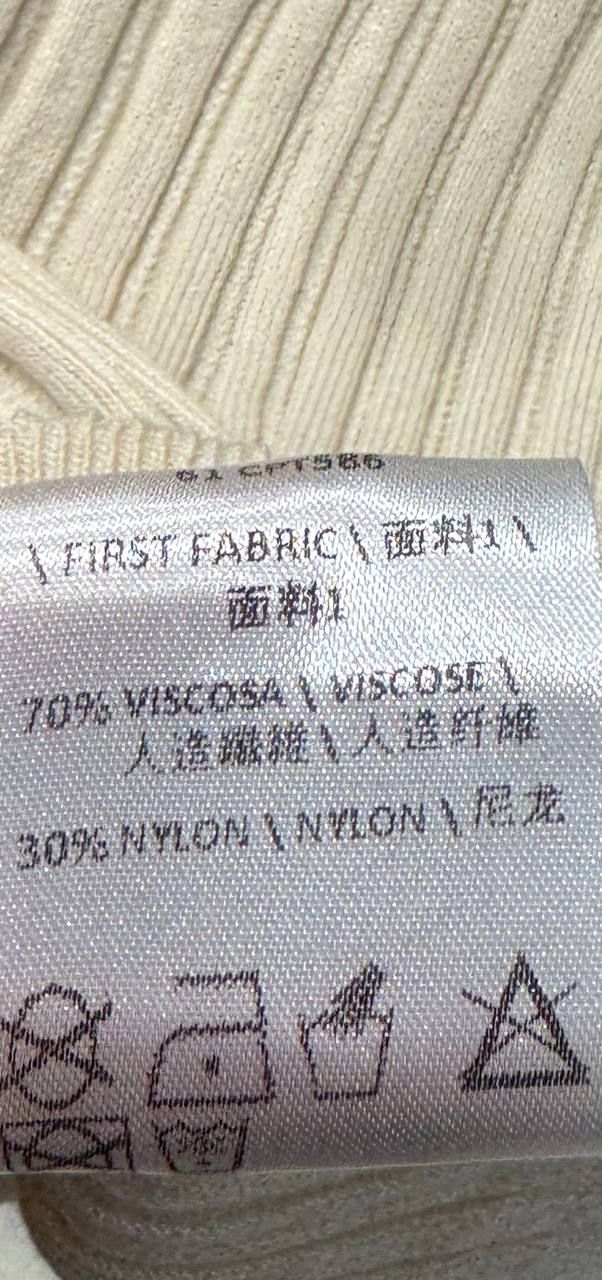 \ FIRST FABRIC \ 面料1 \
面料1
70% VISCOSA \ VISCOSE \
人造纖維 \ 人造纤维
30% NYLON \ NYLON \ 尼龙